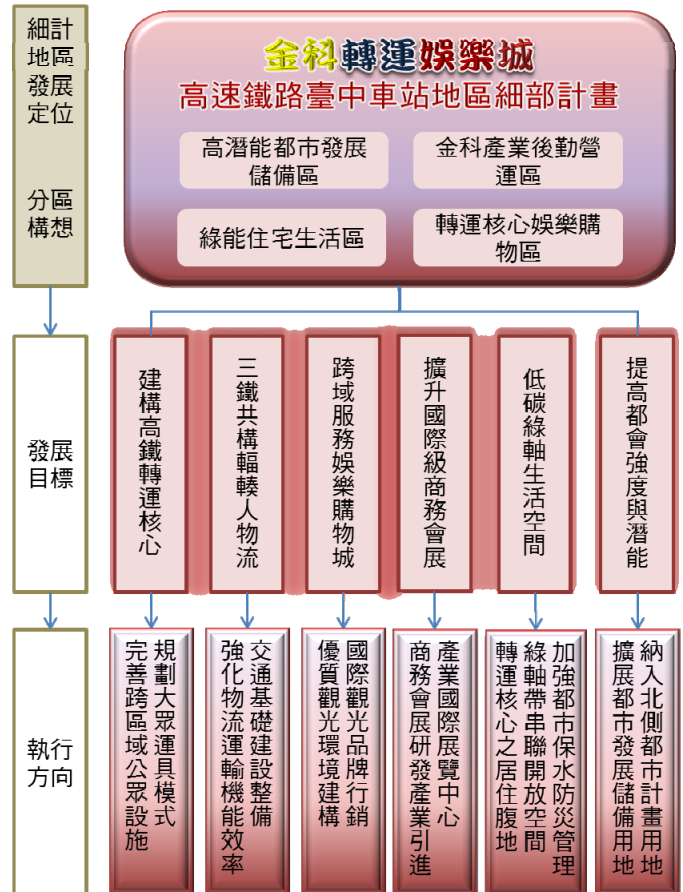 細計
地區
發展
定位
分區
構想
金科轉運娛樂城
高速鐵路臺中車站地區細部計畫
高潛能都市發展
儲備區
金科產業後勤營
運區
綠能住宅生活區
轉運核心娛樂購
物區
發展
目標
建構高鐵轉運核心
三鐵共構輻輳人物流
跨域服務娛樂購物城
擴升國際級商務會展
低碳綠軸生活空間
提高都會強度與潛能
執行
方向
規劃大眾運具模式
完善跨區域公眾設施
交通基礎建設整備
強化物流運輸機能效率
國際觀光品牌行銷
優質觀光環境建構
產業國際展覽中心
商務會展研發產業引進
加強都市保水防災管理
綠軸帶串聯開放空間
轉運核心之居住腹地
納入北側都市計畫用地
擴展都市發展儲備用地